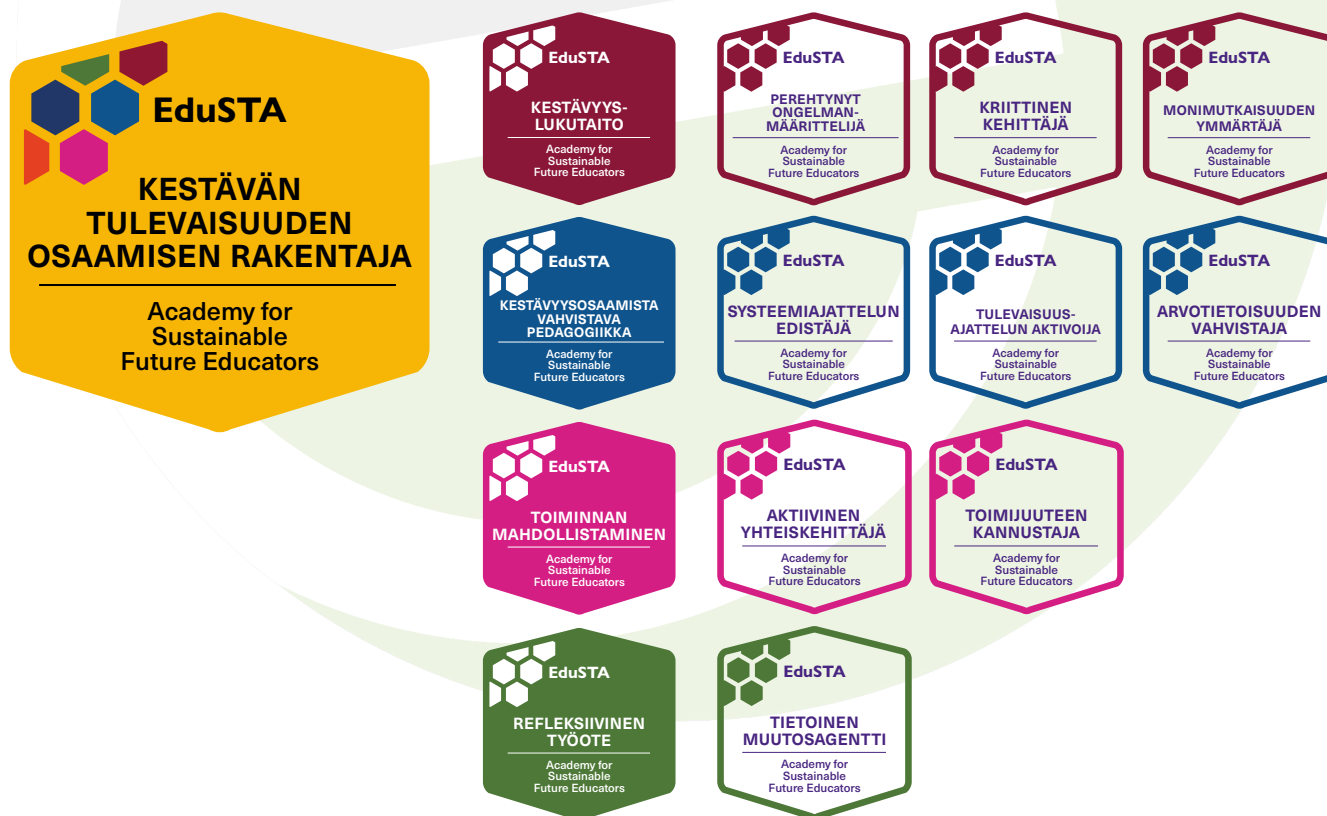 EduSTA
KESTÄVÄN
TULEVAISUUDEN
OSAAMISEN RAKENTAJA
Academy for
Sustainable
Future Educators
EduSTA
KESTÄVYYS-
LUKUTAITO
Academy for
Sustainable
Future Educators
EduSTA
PEREHTYNYT
ONGELMAN-
MÄÄRITTELIJÄ
Academy for
Sustainable
Future Educators
EduSTA
KRIITTINEN
KEHITTÄJÄ
Academy for
Sustainable
Future Educators
EduSTA
MONIMUTKAISUUDEN
YMMÄRTÄJÄ
Academy for
Sustainable
Future Educators
EduSTA
KESTÄVYYSOSAAMISTA
VAHVISTAVA
PEDAGOGIIKKA
Academy for
Sustainable
Future Educators
EduSTA
SYSTEEMIAJATTELUN
EDISTÄJÄ
Academy for
Sustainable
Future Educators
EduSTA
TULEVAISUUS-
AJATTELUN AKTIVOIJA
Academy for
Sustainable
Future Educators
EduSTA
ARVOTIETOISUUDEN
VAHVISTAJA
Academy for
Sustainable
Future Educators
EduSTA
TOIMINNAN
MAHDOLLISTAMINEN
Academy for
Sustainable
Future Educators
EduSTA
AKTIIVINEN
YHTEISKEHITTÄJÄ
Academy for
Sustainable
Future Educators
EduSTA
TOIMIJUUTEEN
KANNUSTAJA
Academy for
Sustainable
Future Educators
EduSTA
REFLEKSIIVINEN
TYÖOTE
Academy for
Sustainable
Future Educators
EduSTA
TIETOINEN
MUUTOSAGENTTI
Academy for
Sustainable
Future Educators